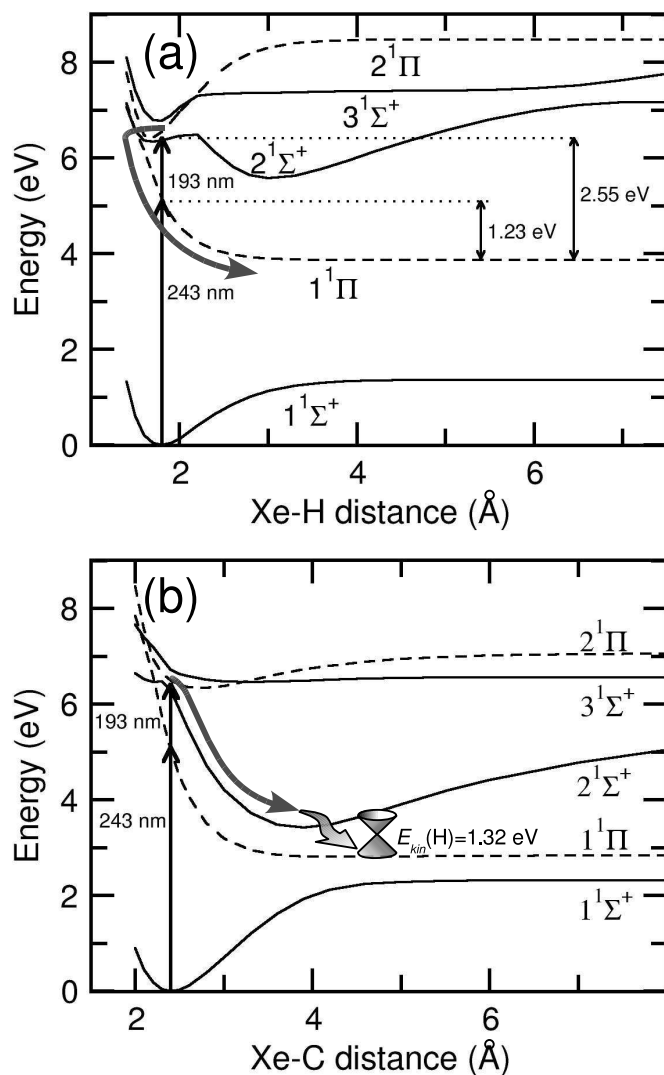 (a)
8
6
4
2
0
Energy (eV)
2¹Π
3¹Σ⁺
2¹Σ⁺
193 nm
2.55 eV
1.23 eV
1¹Π
243 nm
1¹Σ⁺
2 4 6
Xe-H distance (Å)
(b)
8
6
4
2
0
Energy (eV)
2¹Π
3¹Σ⁺
193 nm
2¹Σ⁺
243 nm
E_kin(H)=1.32 eV
1¹Π
1¹Σ⁺
2 4 6 8
Xe-C distance (Å)